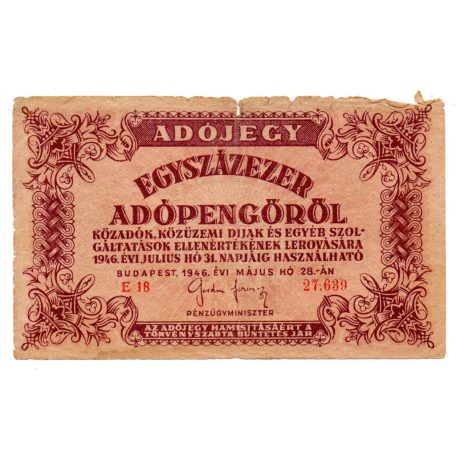 ADÓJEGY
EGYSZÁZEZER
ADÓPENGŐRŐL
KÖZADÓK, KÖZÜZEMI DIJAK ÉS EGYÉB SZOL-
GÁLTATÁSOK ELLENÉRTÉKÉNEK LEROVÁSÁRA
1946. ÉVI JULIUS HÓ 31. NAPJÁIG HASZNÁLHATÓ
BUDAPEST, 1946. ÉVI MÁJUS HÓ 28.-ÁN
E 18 27.639
PÉNZÜGYMINISZTER
AZ ADÓJEGY HAMISITÁSÁÉRT A
TÖRVÉNYSZABTA BÜNTETÉS JÁR